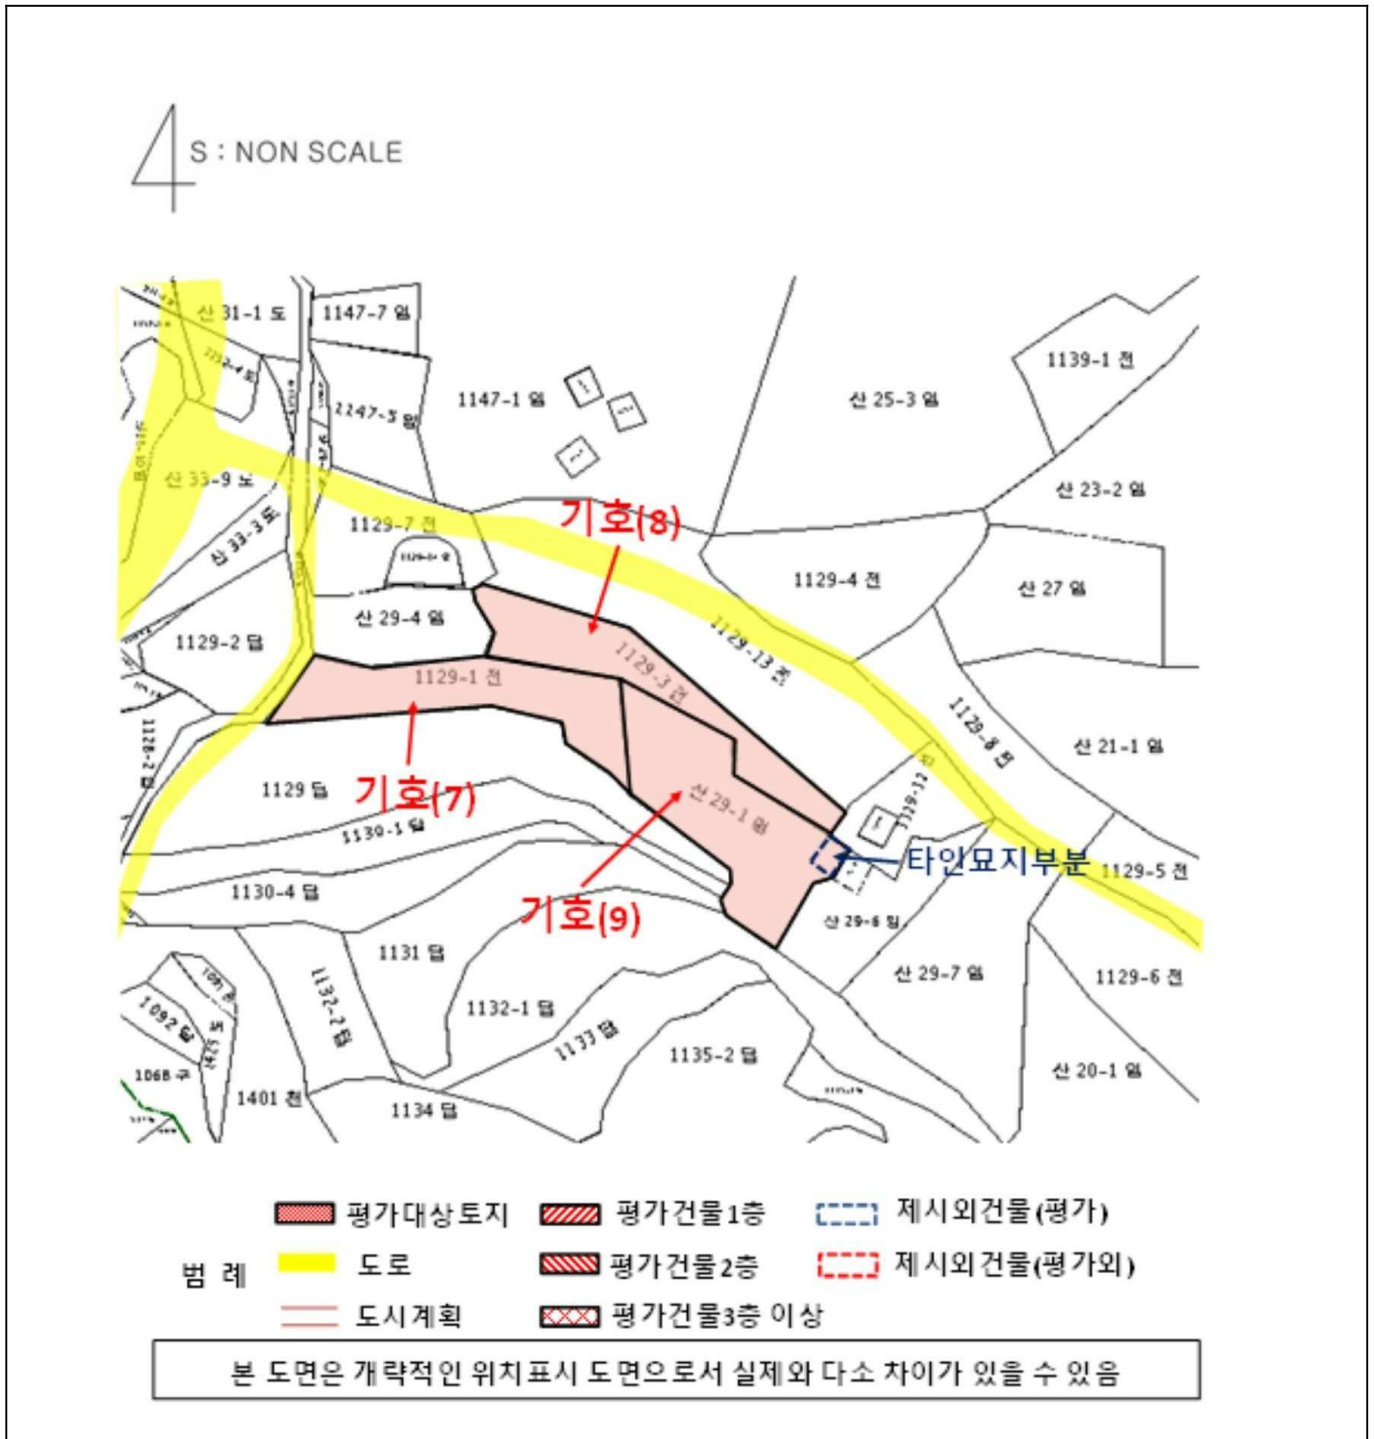 S : NON SCALE
산 31-1 도
1147-7 임
1139-1 전
1132-4 도
1147-1 임
산 25-3 임
1147-5 임
산 33-9 도
산 23-2 임
기호(8)
1129-7 전
산 33-3 도
1129-4 전
산 27 임
산 29-4 임
1129-2 답
1129-13 전
1129-3 전
1129-1 전
1129-8 전
산 21-1 임
1128-2 답
1129 답
기호(7)
산 29-1 임
1130-1 답
타인묘지부분
1129-5 전
1130-4 답
기호(9)
산 29-6 임
1131 답
산 29-7 임
1129-6 전
1132-2 답
1132-1 답
1092 답
1133 답
1135-2 답
1068 구
산 20-1 임
1401 천
1134 답
범 례
평가대상토지
평가건물1층
제시외건물(평가)
도로
평가건물2층
제시외건물(평가외)
도시계획
평가건물3층 이상
본 도면은 개략적인 위치표시 도면으로서 실제와 다소 차이가 있을 수 있음